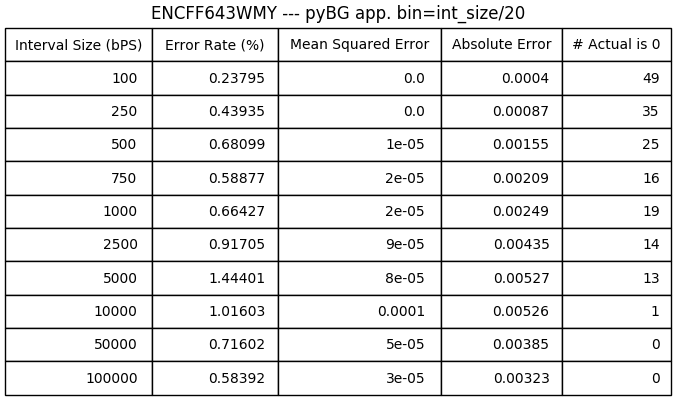 ENCFF643WMY --- pyBG app. bin=int_size/20
Interval Size (bPS) Error Rate (%) Mean Squared Error Absolute Error # Actual is 0
100 0.23795 0.0 0.0004 49
250 0.43935 0.0 0.00087 35
500 0.68099 1e-05 0.00155 25
750 0.58877 2e-05 0.00209 16
1000 0.66427 2e-05 0.00249 19
2500 0.91705 9e-05 0.00435 14
5000 1.44401 8e-05 0.00527 13
10000 1.01603 0.0001 0.00526 1
50000 0.71602 5e-05 0.00385 0
100000 0.58392 3e-05 0.00323 0